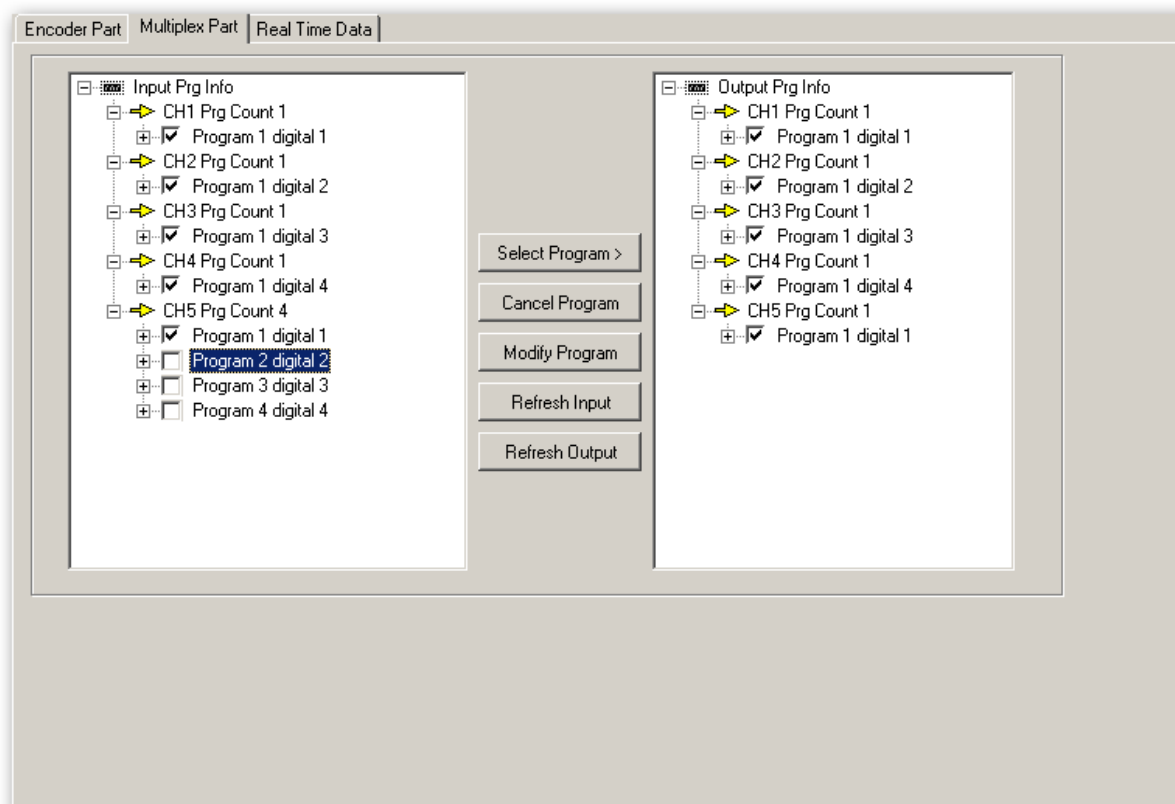 Encoder Part
Multiplex Part
Real Time Data
Input Prg Info
CH1 Prg Count 1
Program 1 digital 1
CH2 Prg Count 1
Program 1 digital 2
CH3 Prg Count 1
Program 1 digital 3
CH4 Prg Count 1
Program 1 digital 4
CH5 Prg Count 4
Program 1 digital 1
Program 2 digital 2
Program 3 digital 3
Program 4 digital 4
Select Program >
Cancel Program
Modify Program
Refresh Input
Refresh Output
Output Prg Info
CH1 Prg Count 1
Program 1 digital 1
CH2 Prg Count 1
Program 1 digital 2
CH3 Prg Count 1
Program 1 digital 3
CH4 Prg Count 1
Program 1 digital 4
CH5 Prg Count 1
Program 1 digital 1